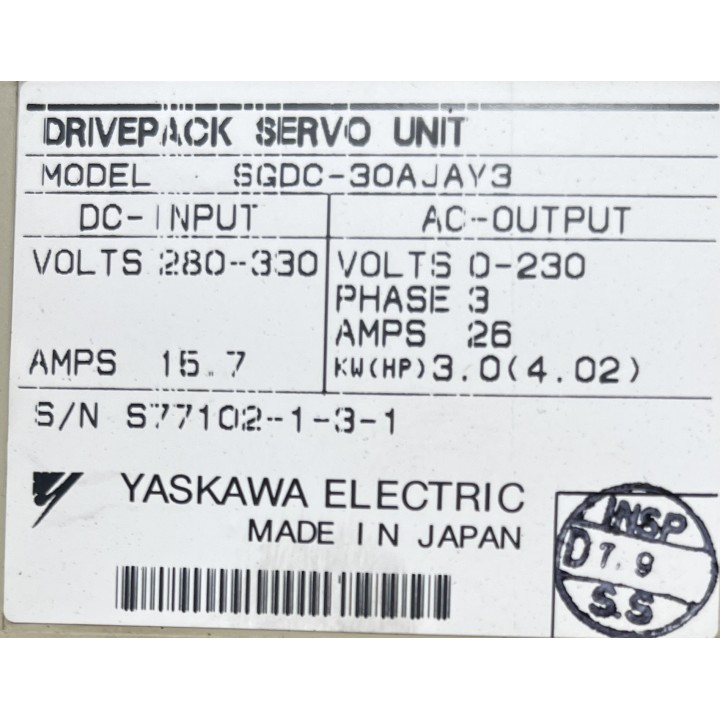 DRIVEPACK SERVO UNIT
MODEL SGDC-30AJAY3
DC-INPUT AC-OUTPUT
VOLTS 280-330 VOLTS 0-230
PHASE 3
AMPS 26
AMPS 15.7 KW(HP)3.0(4.02)
S/N S77102-1-3-1
YASKAWA ELECTRIC
MADE IN JAPAN
INSP
D7.9
S.S